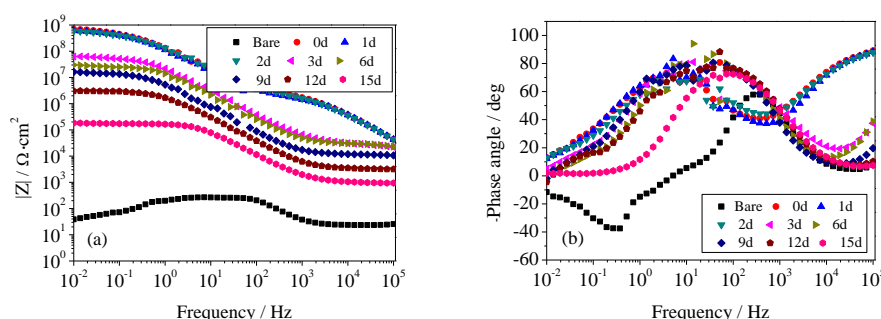 10⁹
10⁸
10⁷
10⁶
10⁵
10⁴
10³
10²
10¹
10⁰
|Z| / Ω·cm²
Bare 0d 1d
2d 3d 6d
9d 12d 15d
(a)
10⁻² 10⁻¹ 10⁰ 10¹ 10² 10³ 10⁴ 10⁵
Frequency / Hz
140
120
100
80
60
40
20
0
-20
-40
-60
-Phase angle / deg
Bare 0d 1d
2d 3d 6d
9d 12d 15d
(b)
10⁻² 10⁻¹ 10⁰ 10¹ 10² 10³ 10⁴ 10⁵
Frequency / Hz